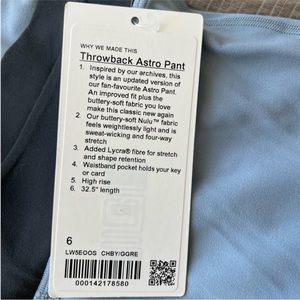 WHY WE MADE THIS
Throwback Astro Pant
1. Inspired by our archives, this
style is an updated version of
our fan-favourite Astro Pant.
An improved fit plus the
buttery-soft fabric you love
make this classic new again
2. Our buttery-soft Nulu™ fabric
feels weightlessly light and is
sweat-wicking and four-way
stretch
3. Added Lycra® fibre for stretch
and shape retention
4. Waistband pocket holds your key
or card
5. High rise
6. 32.5" length
6
LW5EOOS CHBY/GGRE
000142178580